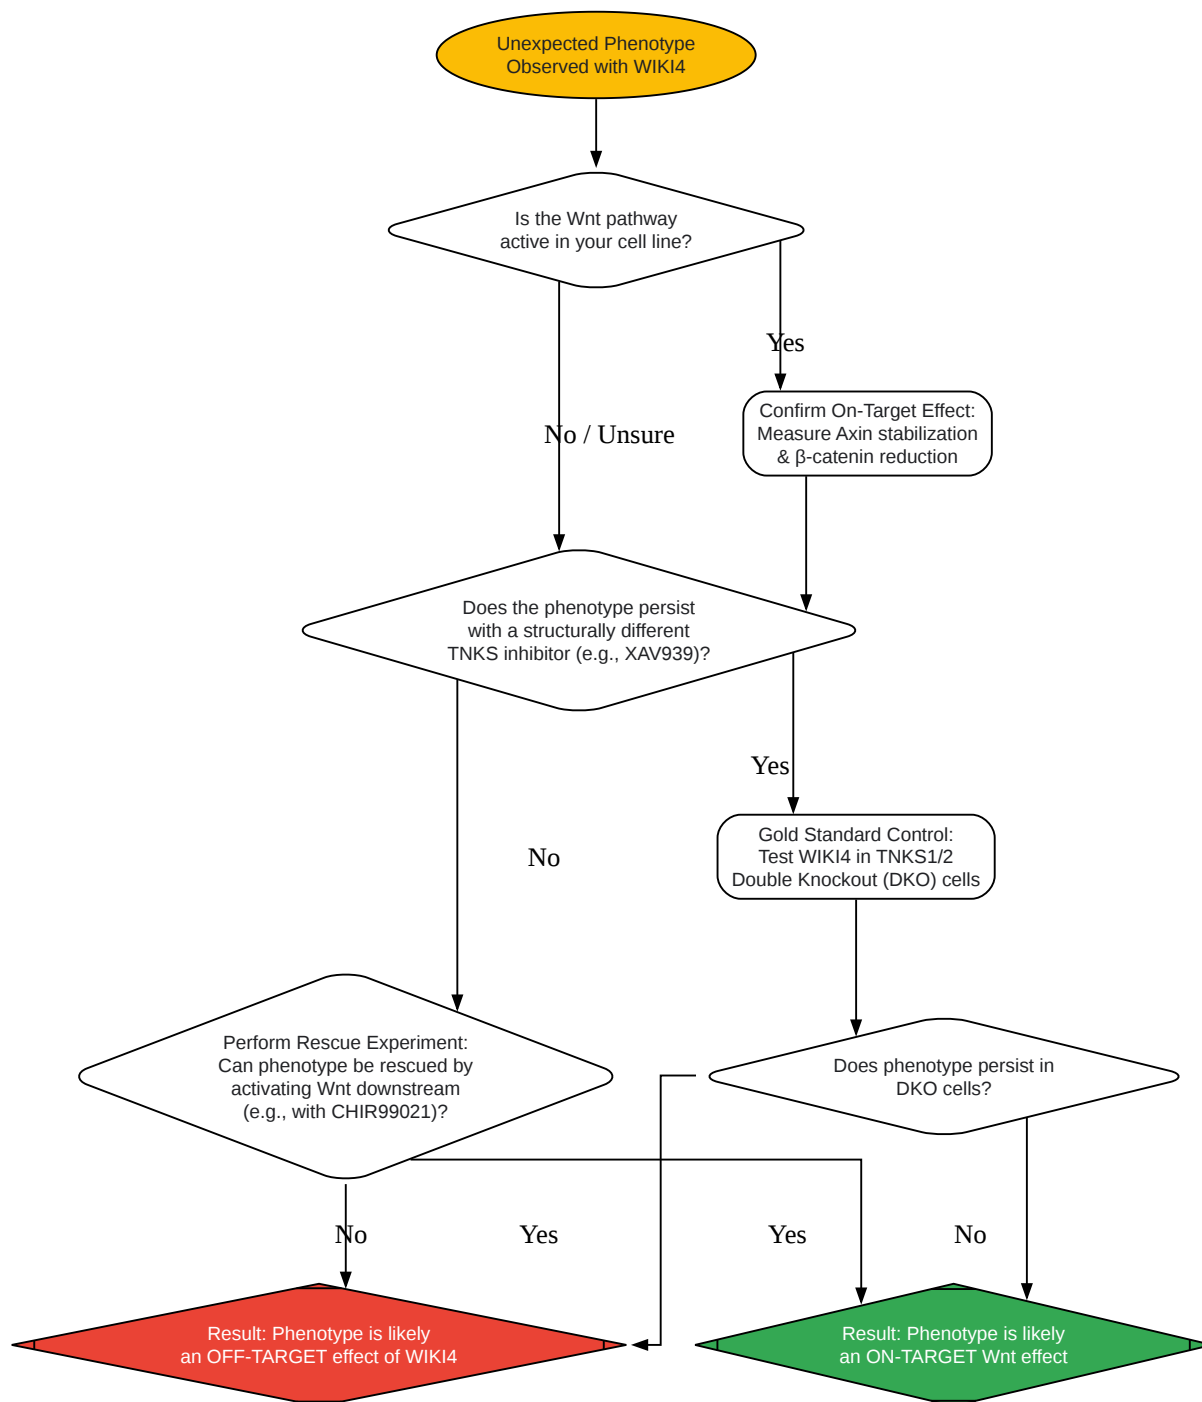 Unexpected Phenotype
Observed with WIKI4
Is the Wnt pathway
active in your cell line?
Yes
Confirm On-Target Effect:
Measure Axin stabilization
& β-catenin reduction
No / Unsure
Does the phenotype persist
with a structurally different
TNKS inhibitor (e.g., XAV939)?
Yes
Gold Standard Control:
Test WIKI4 in TNKS1/2
Double Knockout (DKO) cells
No
Perform Rescue Experiment:
Can phenotype be rescued by
activating Wnt downstream
(e.g., with CHIR99021)?
Does phenotype persist in
DKO cells?
No
Yes
Yes
No
Result: Phenotype is likely
an OFF-TARGET effect of WIKI4
Result: Phenotype is likely
an ON-TARGET Wnt effect